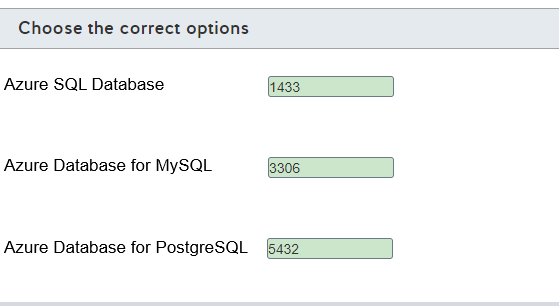 Choose the correct options
Azure SQL Database 1433
Azure Database for MySQL 3306
Azure Database for PostgreSQL 5432